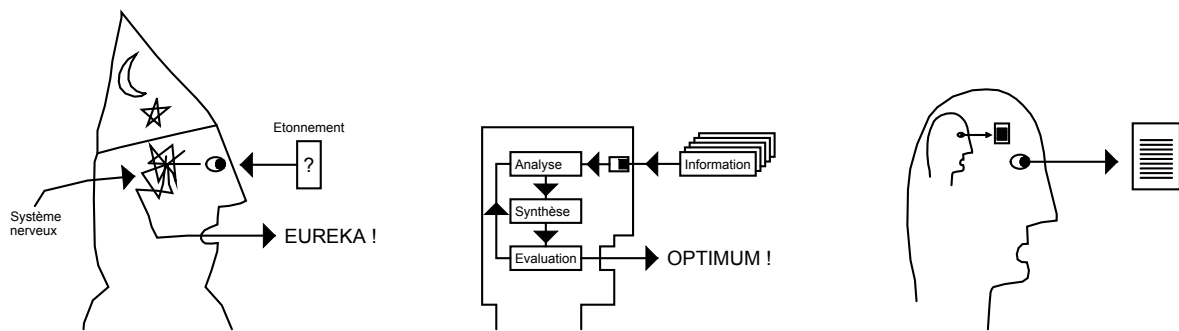 Etonnement
?
Système
nerveux
EUREKA !
Analyse
Information
Synthèse
Evaluation
OPTIMUM !